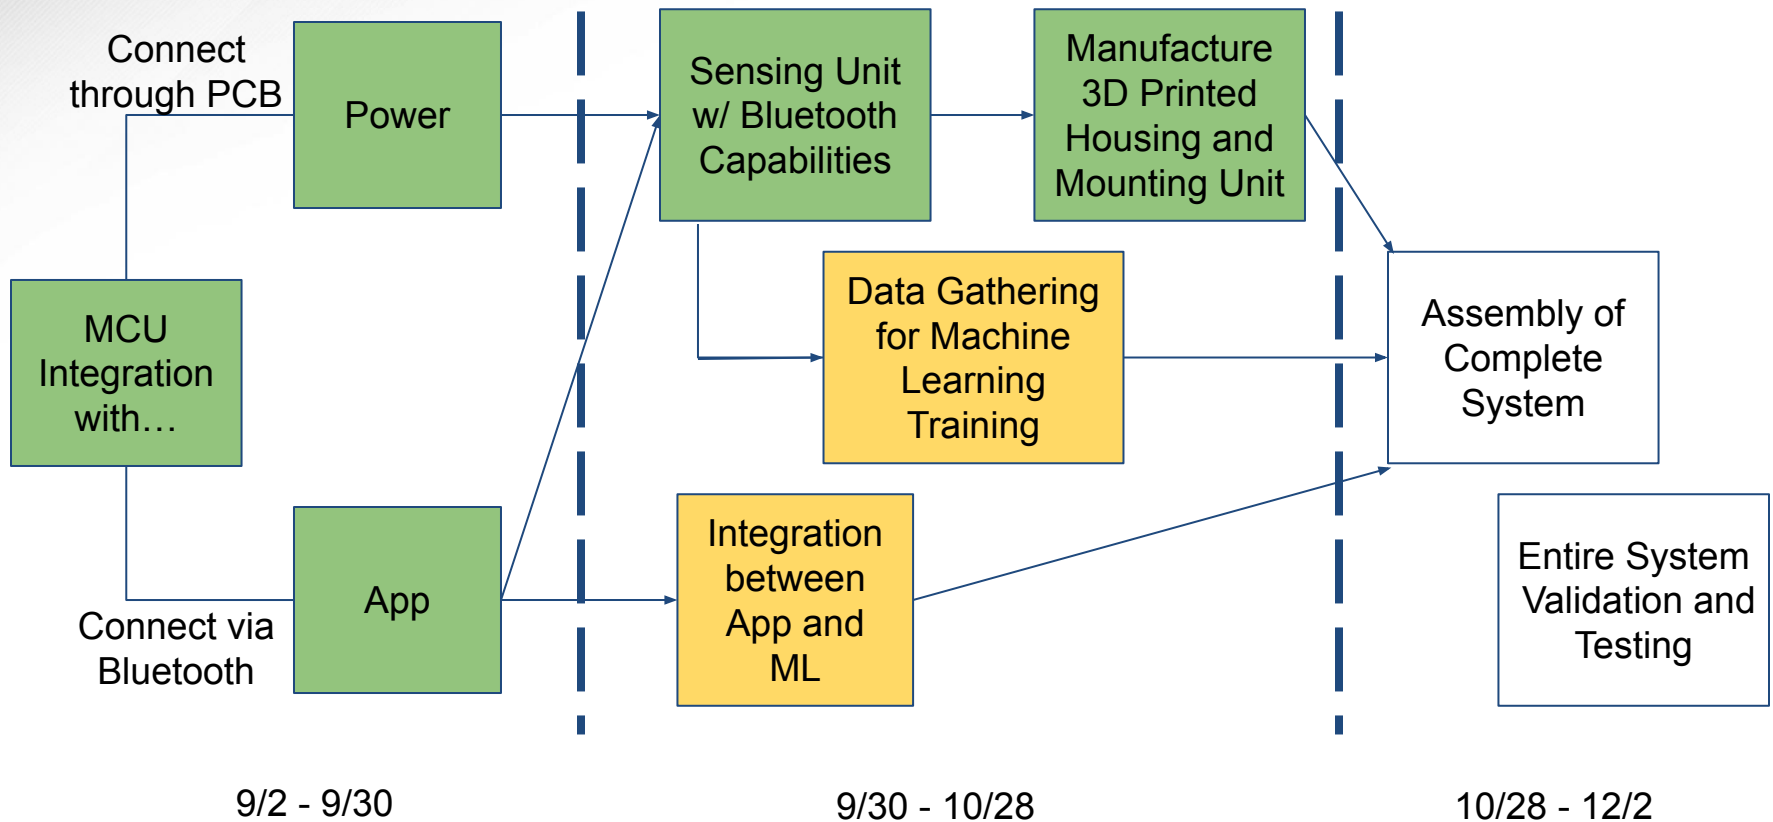 Connect
through PCB
Power
MCU
Integration
with…
App
Connect via
Bluetooth
Sensing Unit
w/ Bluetooth
Capabilities
Manufacture
3D Printed
Housing and
Mounting Unit
Data Gathering
for Machine
Learning
Training
Integration
between
App and
ML
Assembly of
Complete
System
Entire System
Validation and
Testing
9/2 - 9/30
9/30 - 10/28
10/28 - 12/2